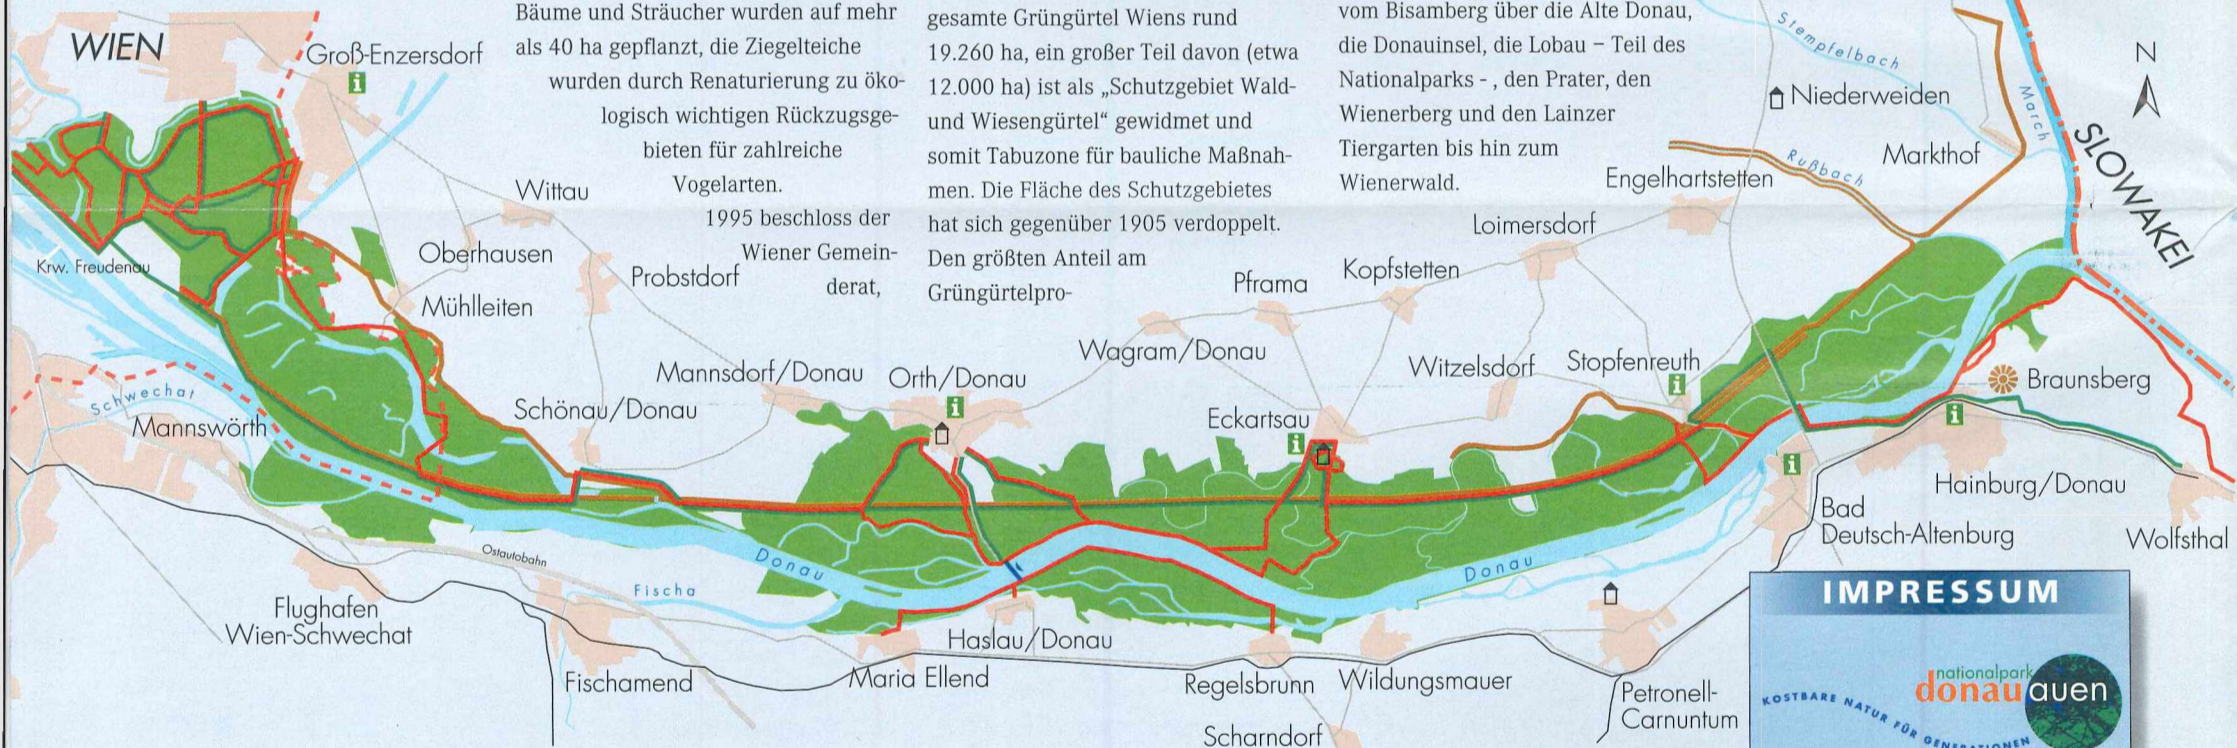 Bäume und Sträucher wurden auf mehr
als 40 ha gepflanzt, die Ziegelteiche
wurden durch Renaturierung zu öko-
logisch wichtigen Rückzugsge-
bieten für zahlreiche
Vogelarten.
1995 beschloss der
Wiener Gemein-
derat,
gesamte Grüngürtel Wiens rund
19.260 ha, ein großer Teil davon (etwa
12.000 ha) ist als „Schutzgebiet Wald-
und Wiesengürtel“ gewidmet und
somit Tabuzone für bauliche Maßnah-
men. Die Fläche des Schutzgebietes
hat sich gegenüber 1905 verdoppelt.
Den größten Anteil am
Grüngürtelpro-
vom Bisamberg über die Alte Donau,
die Donauinsel, die Lobau – Teil des
Nationalparks - , den Prater, den
Wienerberg und den Lainzer
Tiergarten bis hin zum
Wienerwald.
WIEN
Groß-Enzersdorf
i
Wittau
Oberhausen
Probstdorf
Mühlleiten
Krw. Freudenau
Schwechat
Mannswörth
Mannsdorf/Donau
Schönau/Donau
Orth/Donau
i
Wagram/Donau
Pframa
Kopfstetten
Loimersdorf
Engelhartstetten
Stempfelbach
Niederweiden
March
N
SLOWAKEI
Markthof
Rußbach
Witzelsdorf
Stopfenreuth
i
Eckartsau
i
Braunsberg
i
Hainburg/Donau
i
Bad
Deutsch-Altenburg
Wolfsthal
Ostautobahn
Donau
Fischa
Donau
Flughafen
Wien-Schwechat
Fischamend
Haslau/Donau
Maria Ellend
Regelsbrunn
Wildungsmauer
Scharndorf
Petronell-
Carnuntum
IMPRESSUM
nationalpark
donauauen
KOSTBARE NATUR FÜR GENERATIONEN